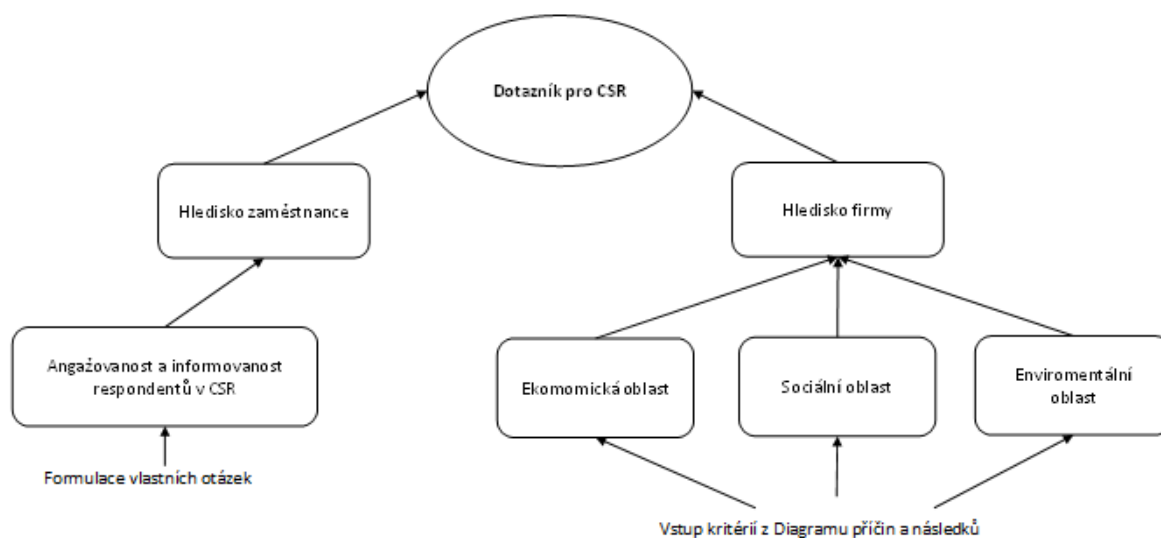 Dotazník pro CSR
Hledisko zaměstnance
Hledisko firmy
Angažovanost a informovanost
respondentů v CSR
Ekomomická oblast
Sociální oblast
Enviromentální
oblast
Formulace vlastních otázek
Vstup kritérií z Diagramu příčin a následků